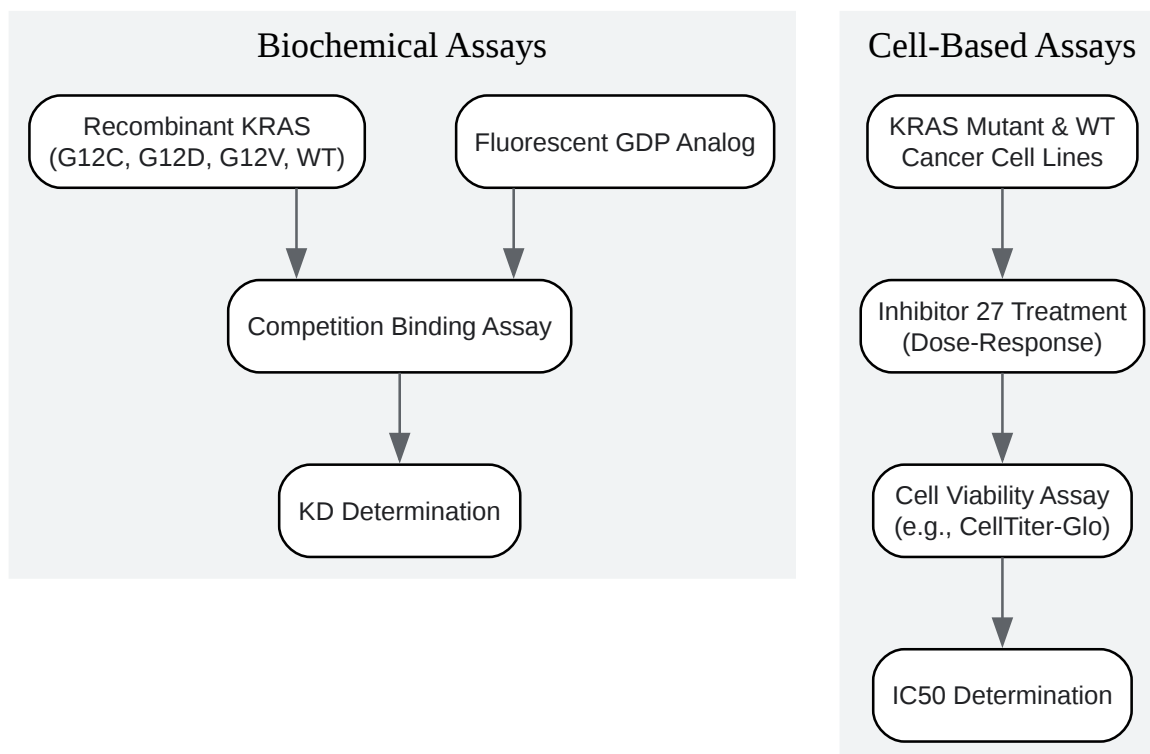 Biochemical Assays
Recombinant KRAS
(G12C, G12D, G12V, WT)
Fluorescent GDP Analog
Competition Binding Assay
KD Determination
Cell-Based Assays
KRAS Mutant & WT
Cancer Cell Lines
Inhibitor 27 Treatment
(Dose-Response)
Cell Viability Assay
(e.g., CellTiter-Glo)
IC50 Determination